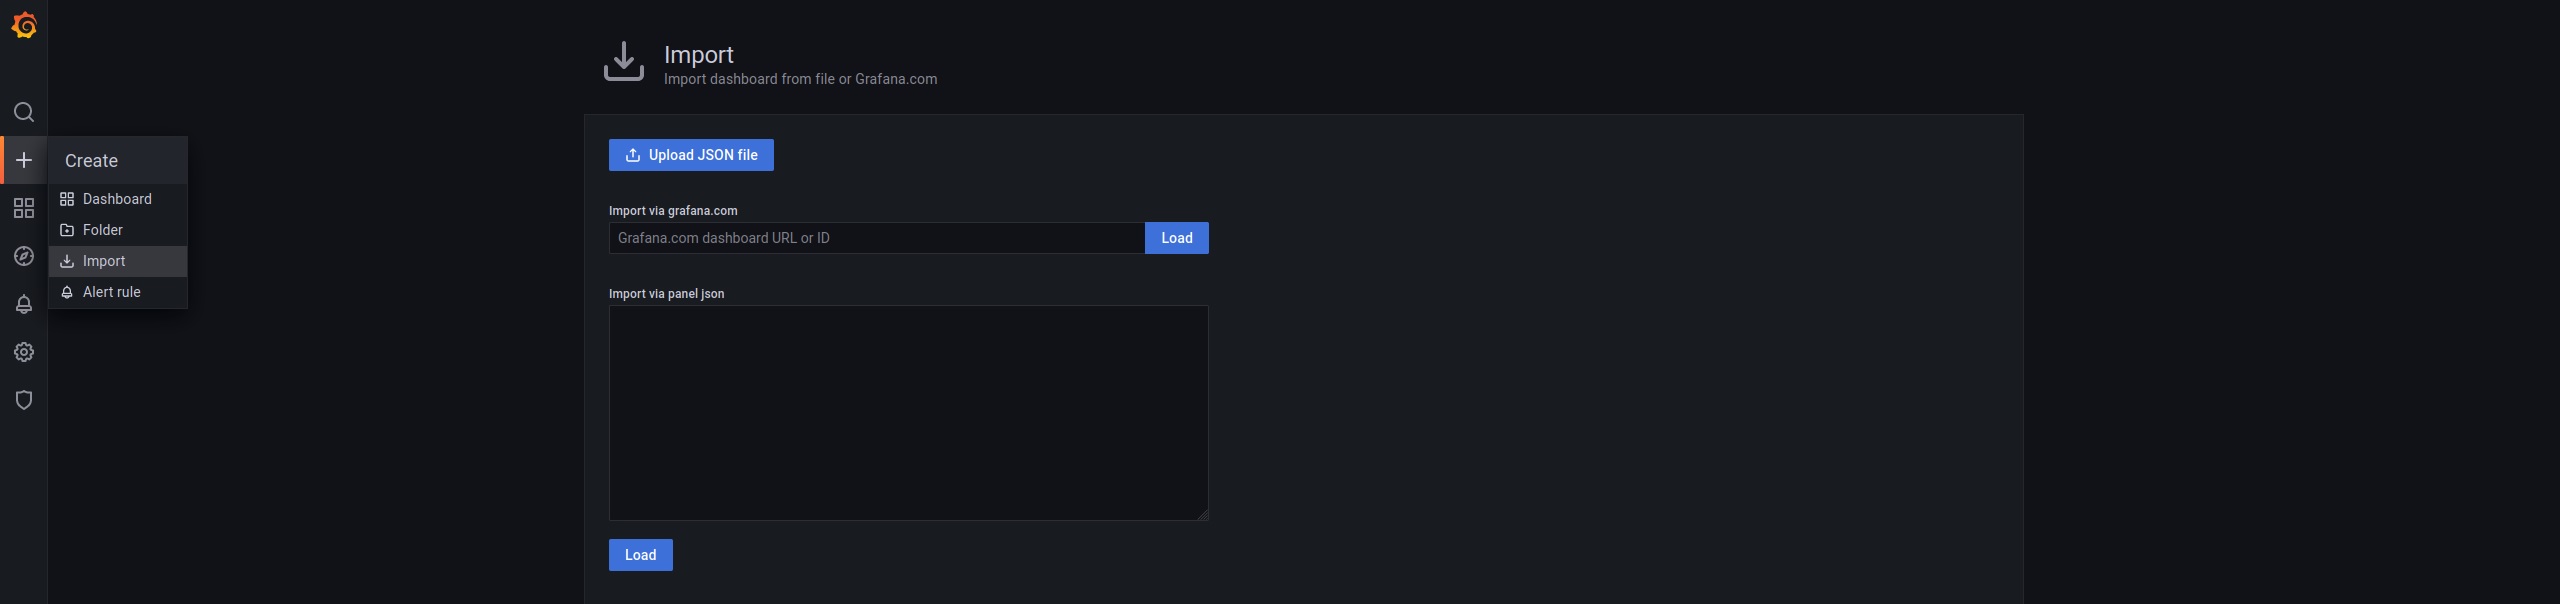 Import
Import dashboard from file or Grafana.com
Create
Dashboard
Folder
Import
Alert rule
Upload JSON file
Import via grafana.com
Grafana.com dashboard URL or ID
Load
Import via panel json
Load